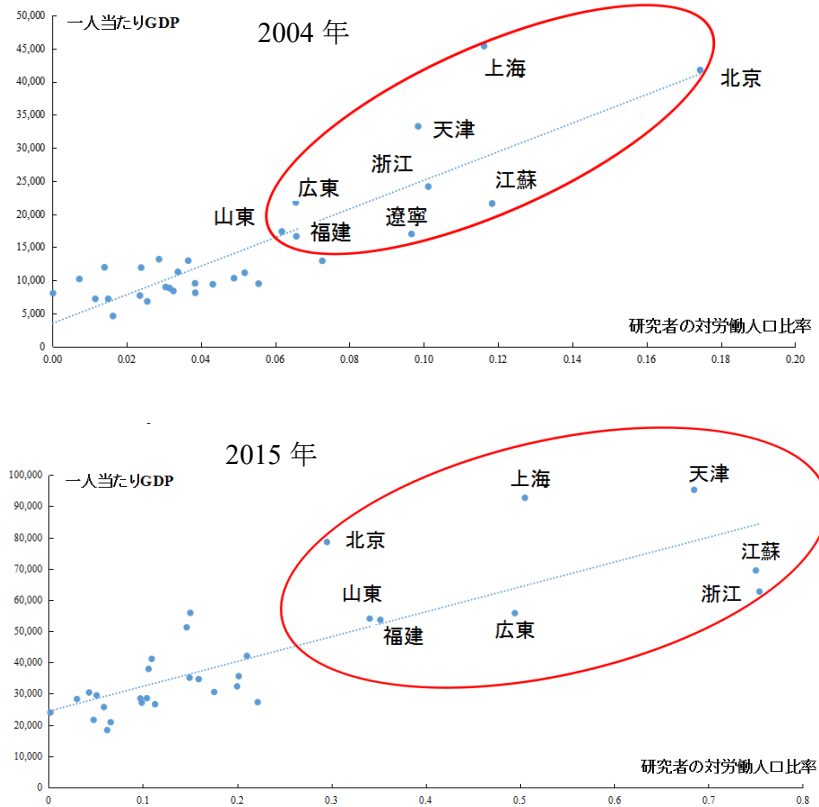 一人当たりGDP
2004 年
50,000
45,000
40,000
35,000
30,000
25,000
20,000
15,000
10,000
5,000
0
上海
北京
天津
浙江
広東
江蘇
山東
福建
遼寧
研究者の対労働人口比率
0.00
0.02
0.04
0.06
0.08
0.10
0.12
0.14
0.16
0.18
0.20
2015 年
一人当たりGDP
100,000
90,000
80,000
70,000
60,000
50,000
40,000
30,000
20,000
10,000
0
上海
天津
北京
江蘇
山東
浙江
福建
広東
研究者の対労働人口比率
0
0.1
0.2
0.3
0.4
0.5
0.6
0.7
0.8